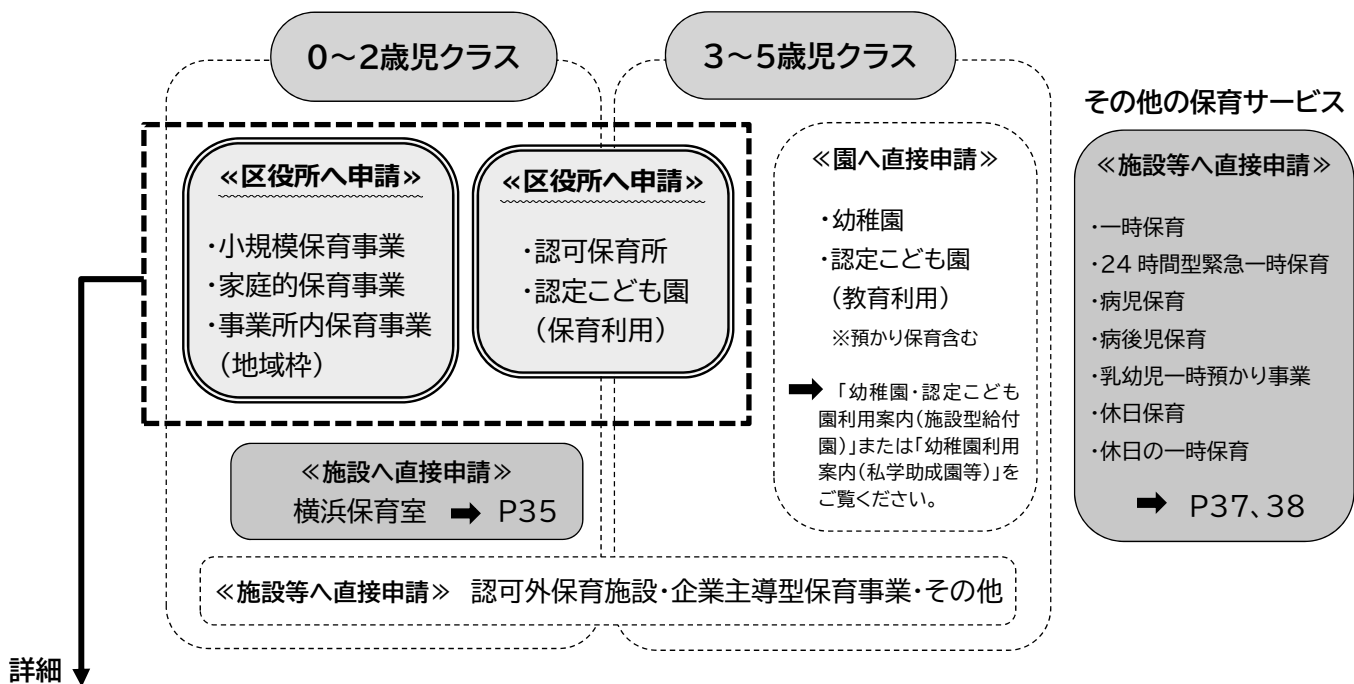 0～2歳児クラス
3～5歳児クラス
その他の保育サービス
≪区役所へ申請≫
・小規模保育事業
・家庭的保育事業
・事業所内保育事業
（地域枠）
≪区役所へ申請≫
・認可保育所
・認定こども園
（保育利用）
≪園へ直接申請≫
・幼稚園
・認定こども園
（教育利用）
※預かり保育含む
➡ 「幼稚園・認定こども
園利用案内（施設型給付
園）」または「幼稚園利用
案内（私学助成園等）」を
ご覧ください。
≪施設等へ直接申請≫
・一時保育
・24時間型緊急一時保育
・病児保育
・病後児保育
・乳幼児一時預かり事業
・休日保育
・休日の一時保育
➡ P37、38
≪施設へ直接申請≫
横浜保育室 ➡ P35
≪施設等へ直接申請≫ 認可外保育施設・企業主導型保育事業・その他
詳細